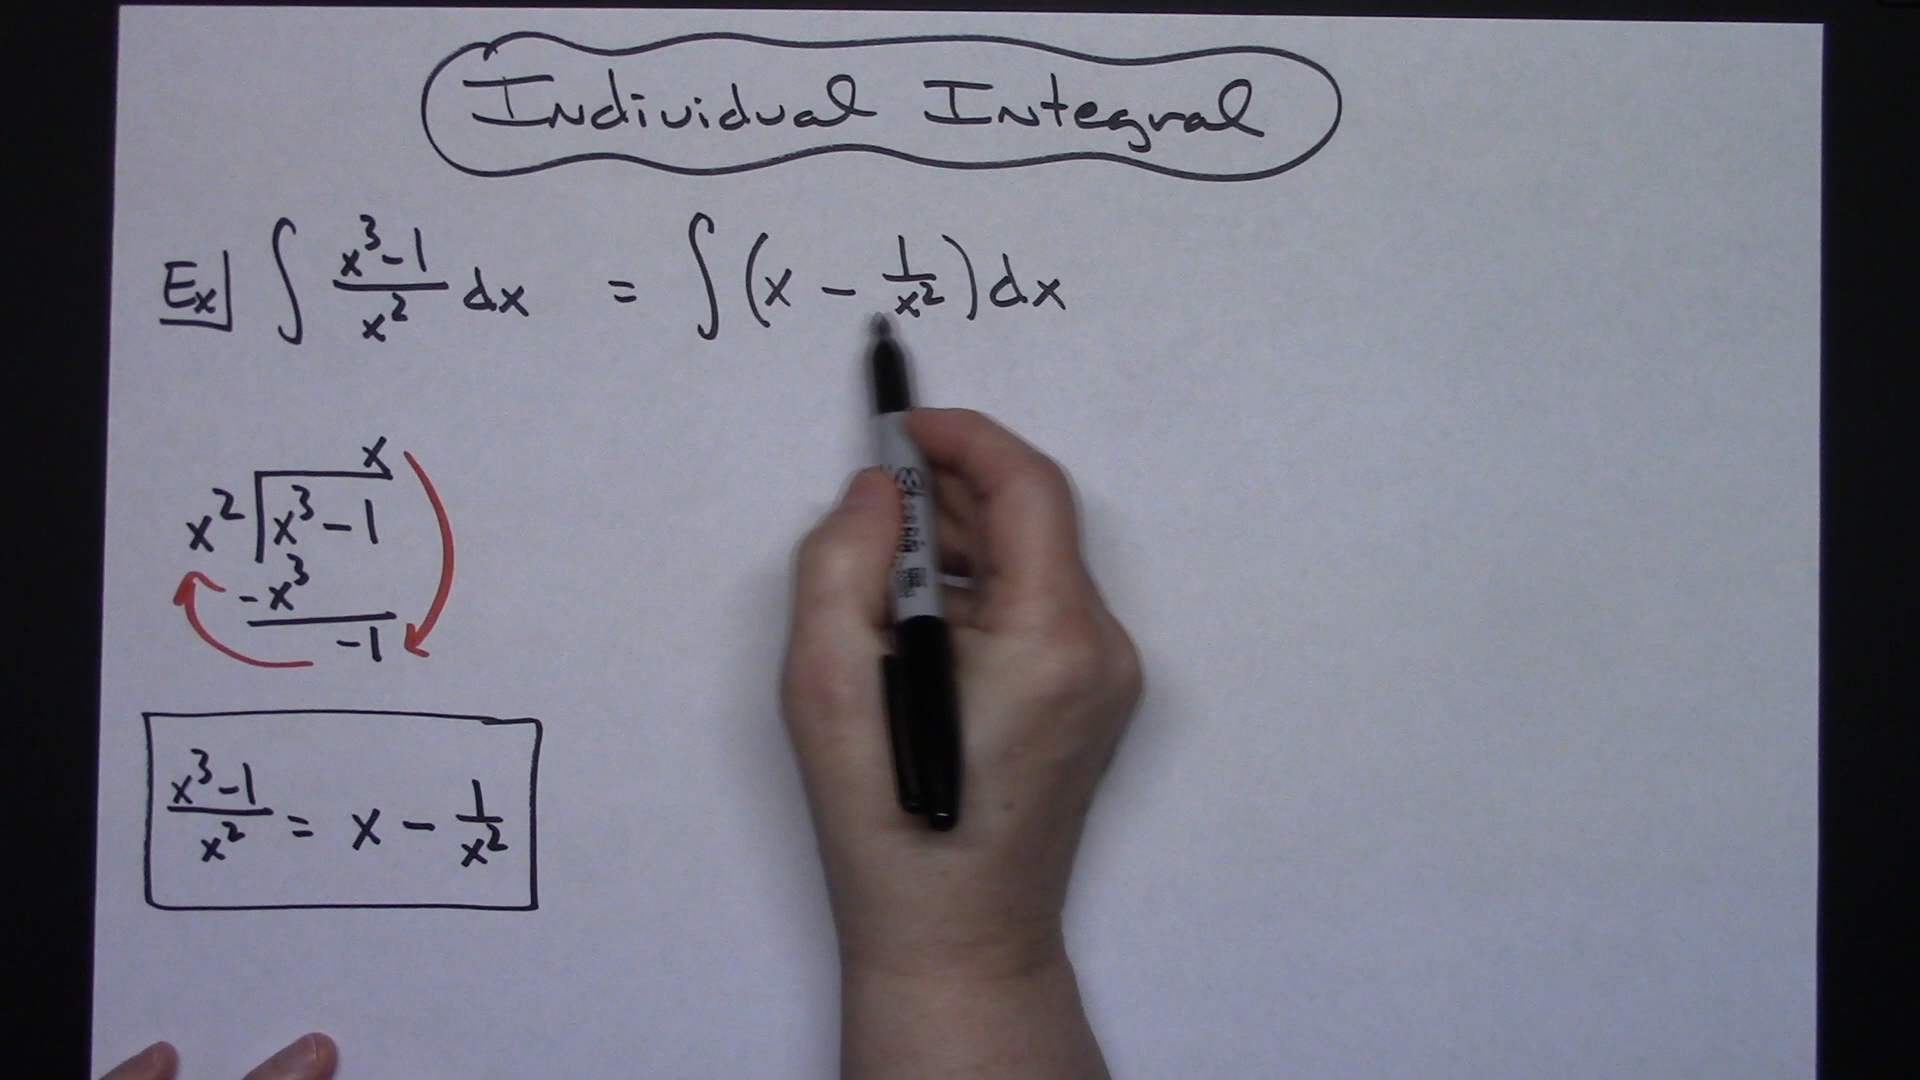 Individual Integral
Ex ∫ x³-1/x² dx = ∫ (x - 1/x²) dx
x
x² x³ - 1
-x³
-1
x³-1/x² = x - 1/x²
Sharpie